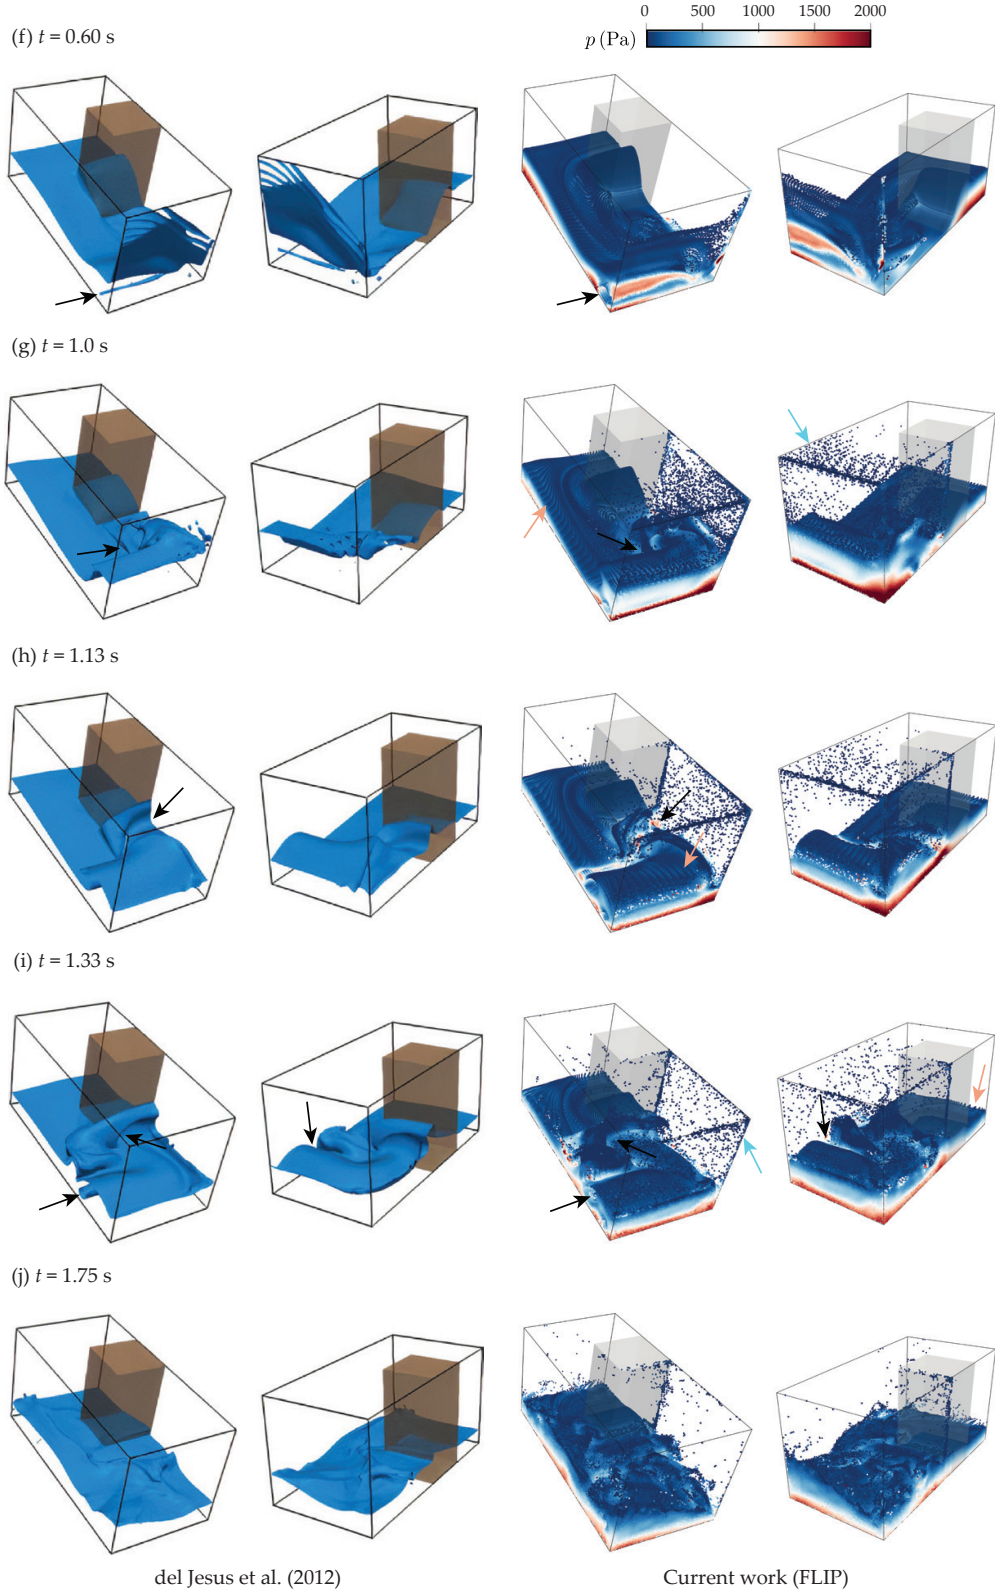 (f) t = 0.60 s
0 500 1000 1500 2000
p (Pa)
(g) t = 1.0 s
(h) t = 1.13 s
(i) t = 1.33 s
(j) t = 1.75 s
del Jesus et al. (2012)
Current work (FLIP)